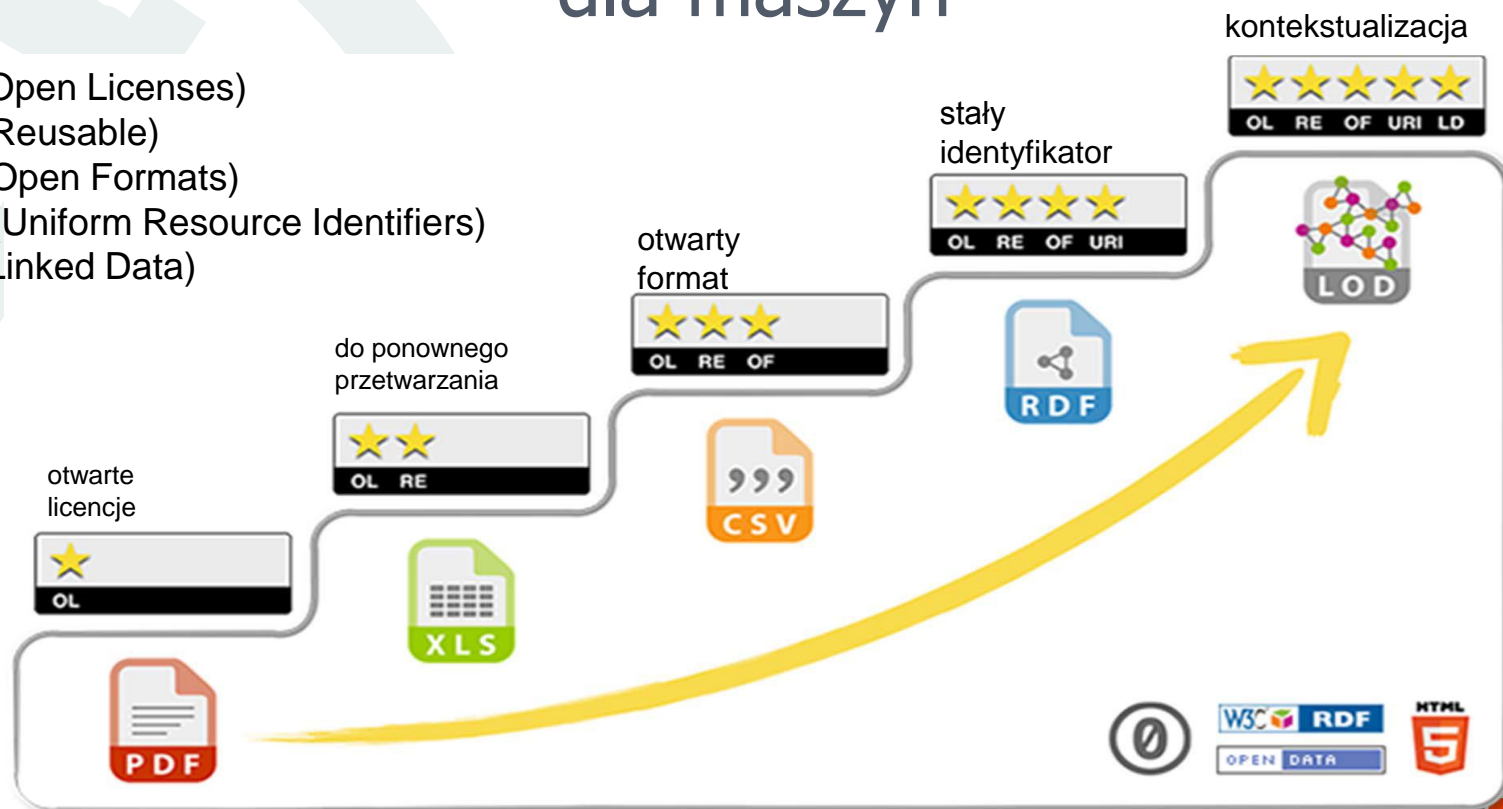 dla maszyn
Open Licenses)
Reusable)
Open Formats)
(Uniform Resource Identifiers)
Linked Data)
kontekstualizacja
OL RE OF URI LD
stały
identyfikator
OL RE OF URI
otwarty
format
OL RE OF
do ponownego
przetwarzania
OL RE
otwarte
licencje
OL
LOD
RDF
CSV
XLS
PDF
W3C RDF
OPEN DATA
HTML
5